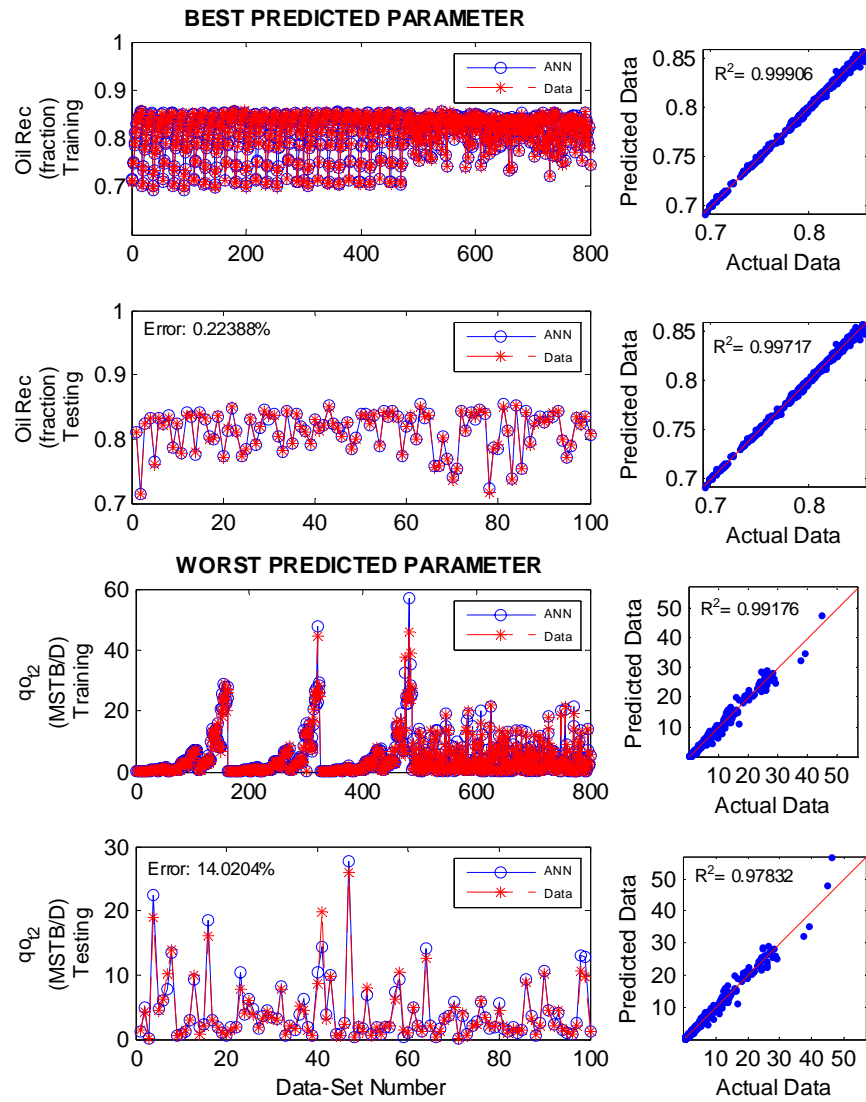 BEST PREDICTED PARAMETER
Oil Rec
(fraction)
Training
1
0.9
0.8
0.7
0 200 400 600 800
ANN
Data
Predicted Data
0.85
0.8
0.75
0.7
R²= 0.99906
0.7 0.8
Actual Data
Oil Rec
(fraction)
Testing
1
0.9
0.8
0.7
0 20 40 60 80 100
Error: 0.22388%
ANN
Data
Predicted Data
0.85
0.8
0.75
0.7
R²= 0.99717
0.7 0.8
Actual Data
WORST PREDICTED PARAMETER
qo_t2
(MSTB/D)
Training
60
40
20
0
0 200 400 600 800
ANN
Data
Predicted Data
50
40
30
20
10
R²= 0.99176
10 20 30 40 50
Actual Data
qo_t2
(MSTB/D)
Testing
30
20
10
0
0 20 40 60 80 100
Error: 14.0204%
ANN
Data
Data-Set Number
Predicted Data
50
40
30
20
10
R²= 0.97832
10 20 30 40 50
Actual Data